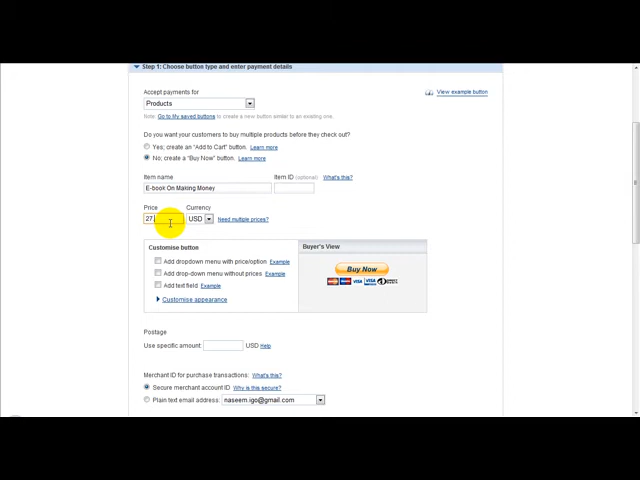 Step 1: Choose button type and enter payment details
Accept payments for
Products
View example button
Note: Go to My saved buttons to create a new button similar to an existing one.
Do you want your customers to buy multiple products before they check out?
Yes; create an "Add to Cart" button. Learn more
No; create a "Buy Now" button. Learn more
Item name Item ID (optional) What's this?
E-book On Making Money
Price Currency
27 USD Need multiple prices?
Customise button
Buyer's View
Add dropdown menu with price/option Example
Add drop-down menu without prices Example
Add text field Example
Customise appearance
Buy Now
VISA
Postage
Use specific amount: USD Help
Merchant ID for purchase transactions: What's this?
Secure merchant account ID Why is this secure?
Plain text email address: naseem.igo@gmail.com